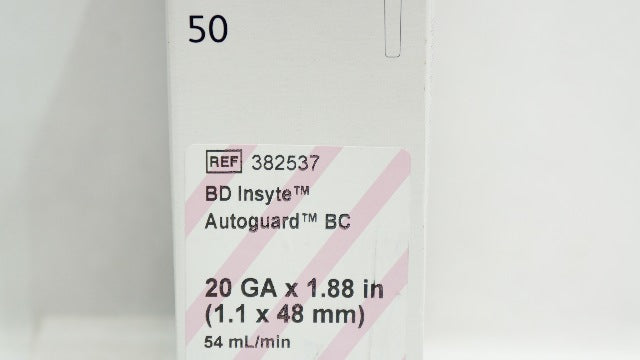 50
REF 382537
BD Insyte™
Autoguard™ BC
20 GA x 1.88 in
(1.1 x 48 mm)
54 mL/min